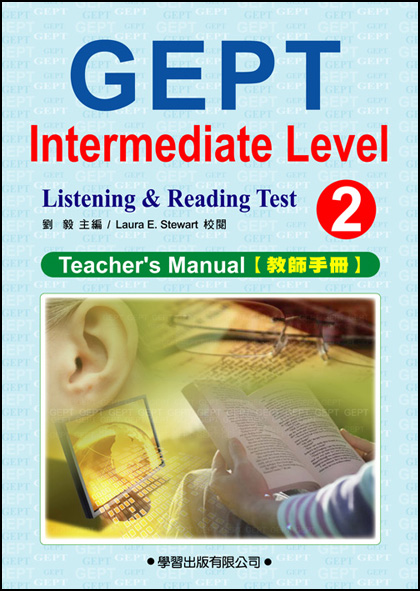 GEPT
Intermediate Level
Listening & Reading Test 2
劉 毅 主編 / Laura E. Stewart 校閱
Teacher's Manual【教師手冊】
•學習出版有限公司•